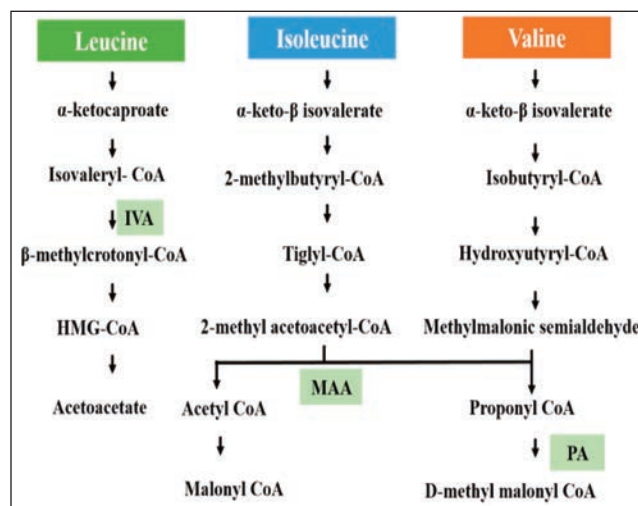 Leucine Isoleucine Valine
α-ketocaproate α-keto-β isovalerate α-keto-β isovalerate
Isovaleryl- CoA 2-methylbutyryl-CoA Isobutyryl-CoA
IVA
β-methylcrotonyl-CoA Tiglyl-CoA Hydroxyutyryl-CoA
HMG-CoA 2-methyl acetoacetyl-CoA Methylmalonic semialdehyde
MAA
Acetoacetate Acetyl CoA Proponyl CoA
PA
Malonyl CoA D-methyl malonyl CoA